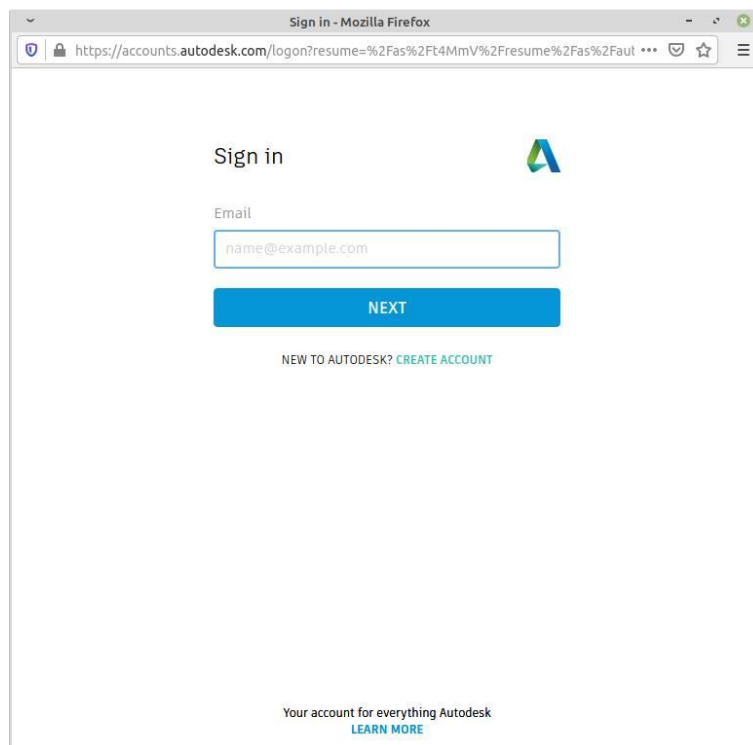 Sign in - Mozilla Firefox
https://accounts.autodesk.com/logon?resume=%2Fas%2Ft4MmV%2Fresume%2Fas%2Faut
Sign in
Email
name@example.com
NEXT
NEW TO AUTODESK? CREATE ACCOUNT
Your account for everything Autodesk
LEARN MORE